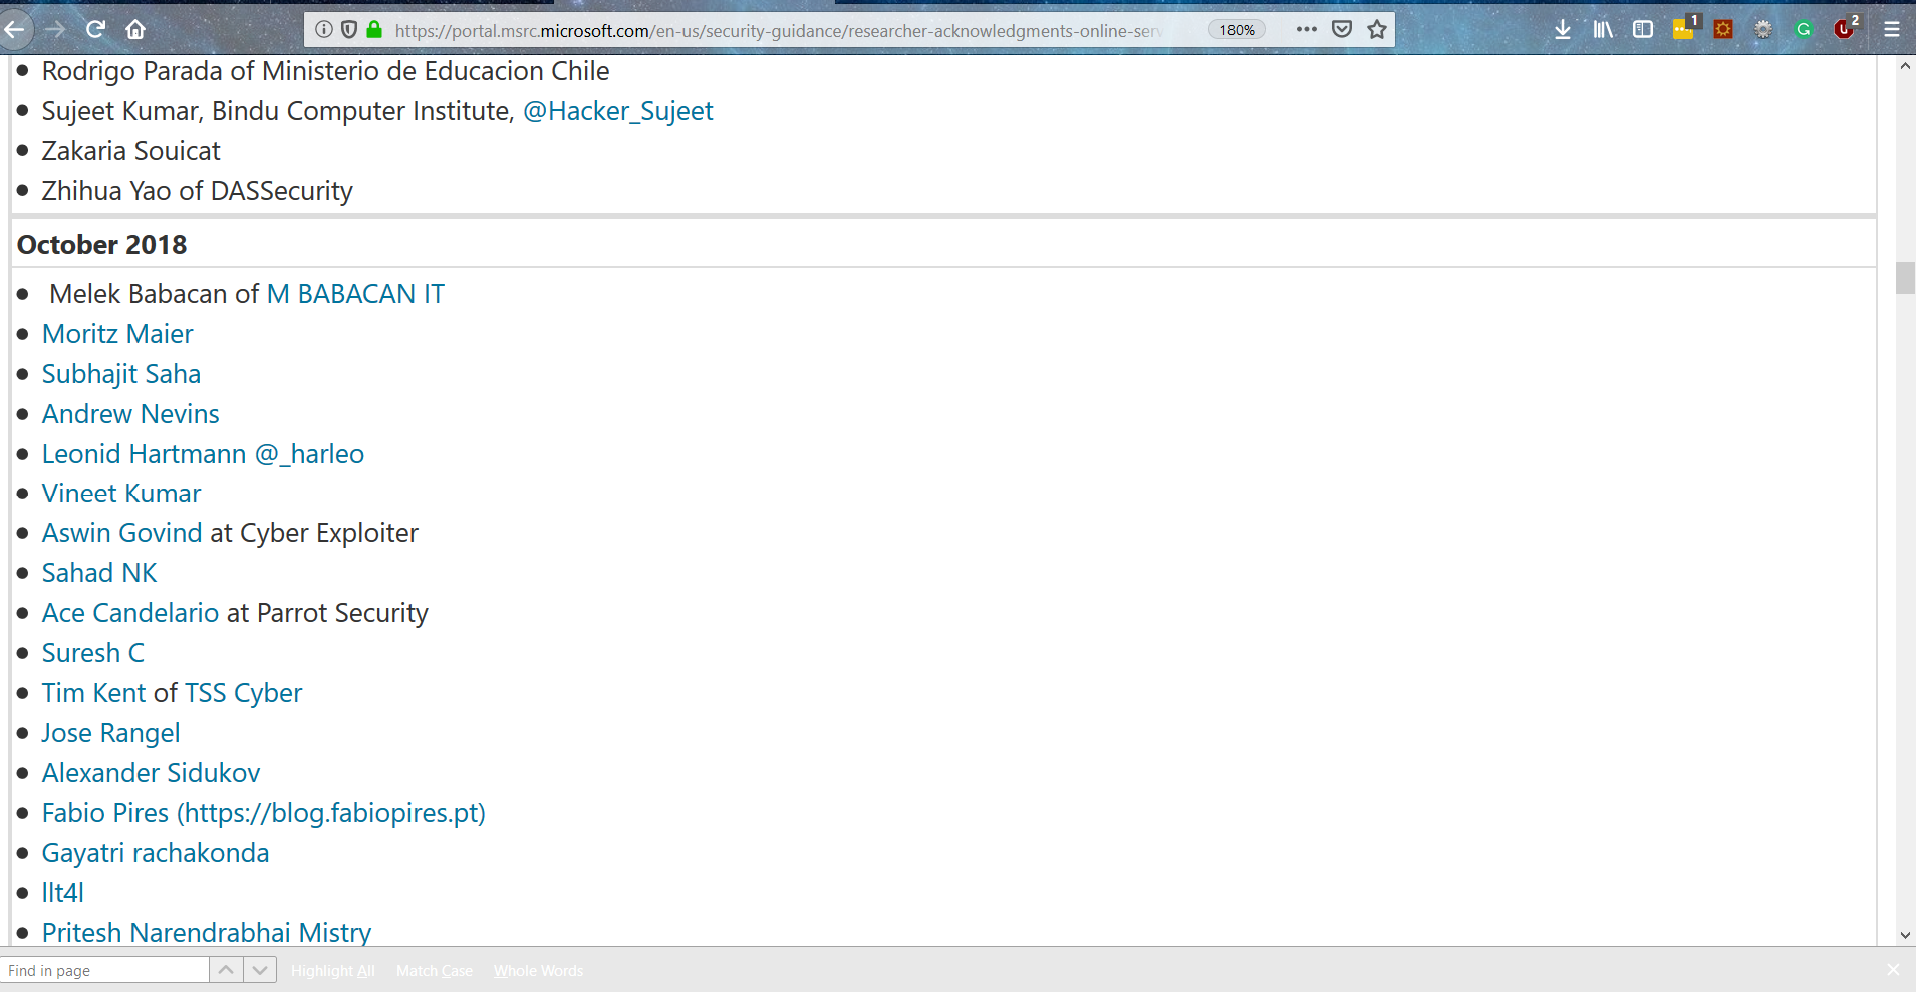 https://portal.msrc.microsoft.com/en-us/security-guidance/researcher-acknowledgments-online-serv
180%
1
2
Rodrigo Parada of Ministerio de Educacion Chile
Sujeet Kumar, Bindu Computer Institute, @Hacker_Sujeet
Zakaria Souicat
Zhihua Yao of DASSecurity
October 2018
Melek Babacan of M BABACAN IT
Moritz Maier
Subhajit Saha
Andrew Nevins
Leonid Hartmann @_harleo
Vineet Kumar
Aswin Govind at Cyber Exploiter
Sahad NK
Ace Candelario at Parrot Security
Suresh C
Tim Kent of TSS Cyber
Jose Rangel
Alexander Sidukov
Fabio Pires (https://blog.fabiopires.pt)
Gayatri rachakonda
llt4l
Pritesh Narendrabhai Mistry
Find in page
Highlight All
Match Case
Whole Words